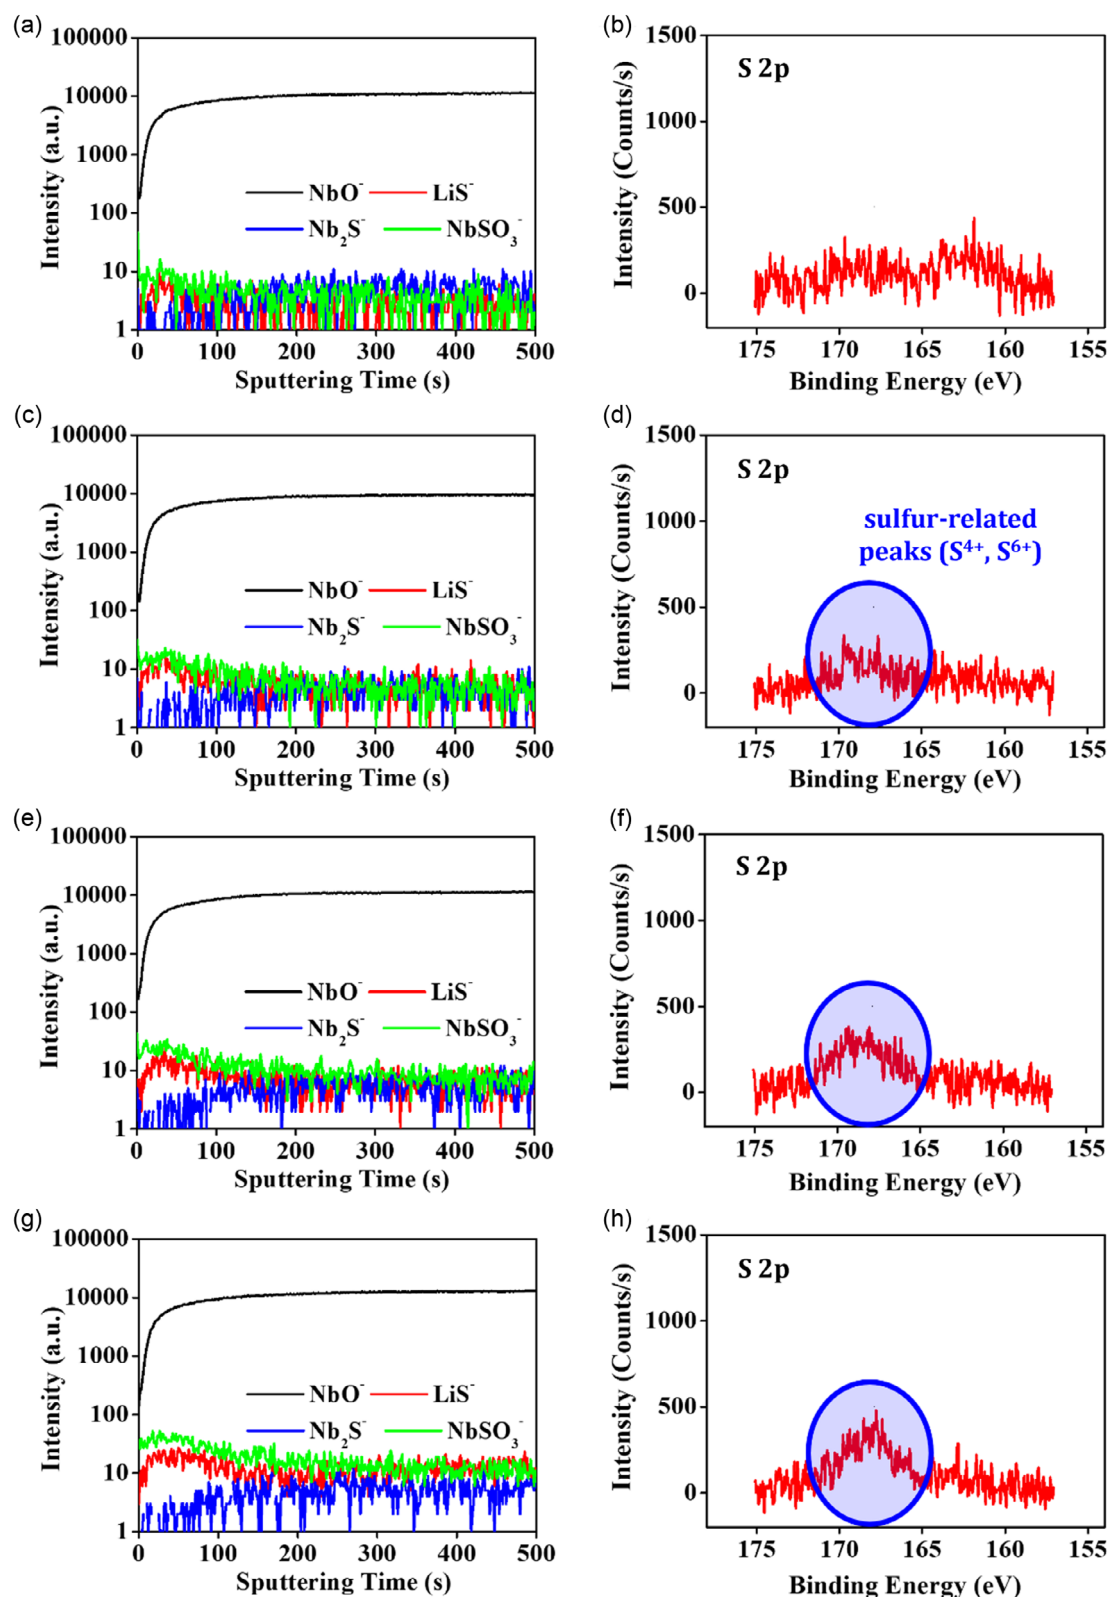 (a)
100000
10000
1000
100
10
1
Intensity (a.u.)
NbO⁻ LiS⁻
Nb₂S⁻ NbSO₃⁻
0 100 200 300 400 500
Sputtering Time (s)
(b)
1500
1000
500
0
Intensity (Counts/s)
S 2p
175 170 165 160 155
Binding Energy (eV)
(c)
100000
10000
1000
100
10
1
Intensity (a.u.)
NbO⁻ LiS⁻
Nb₂S⁻ NbSO₃⁻
0 100 200 300 400 500
Sputtering Time (s)
(d)
1500
1000
500
0
Intensity (Counts/s)
S 2p
sulfur-related
peaks (S⁴⁺, S⁶⁺)
175 170 165 160 155
Binding Energy (eV)
(e)
100000
10000
1000
100
10
1
Intensity (a.u.)
NbO⁻ LiS⁻
Nb₂S⁻ NbSO₃⁻
0 100 200 300 400 500
Sputtering Time (s)
(f)
1500
1000
500
0
Intensity (Counts/s)
S 2p
175 170 165 160 155
Binding Energy (eV)
(g)
100000
10000
1000
100
10
1
Intensity (a.u.)
NbO⁻ LiS⁻
Nb₂S⁻ NbSO₃⁻
0 100 200 300 400 500
Sputtering Time (s)
(h)
1500
1000
500
0
Intensity (Counts/s)
S 2p
175 170 165 160 155
Binding Energy (eV)